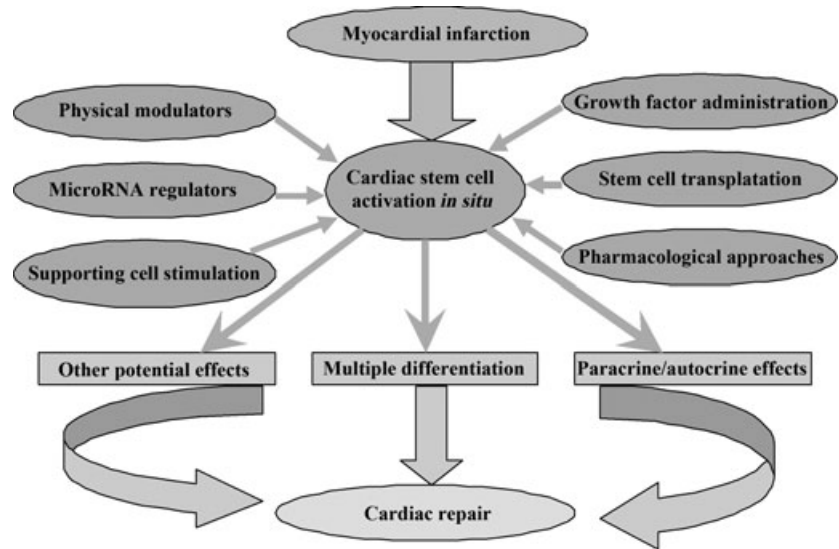 Myocardial infarction
Physical modulators
Growth factor administration
MicroRNA regulators
Cardiac stem cell
activation in situ
Stem cell transplatation
Supporting cell stimulation
Pharmacological approaches
Other potential effects
Multiple differentiation
Paracrine/autocrine effects
Cardiac repair